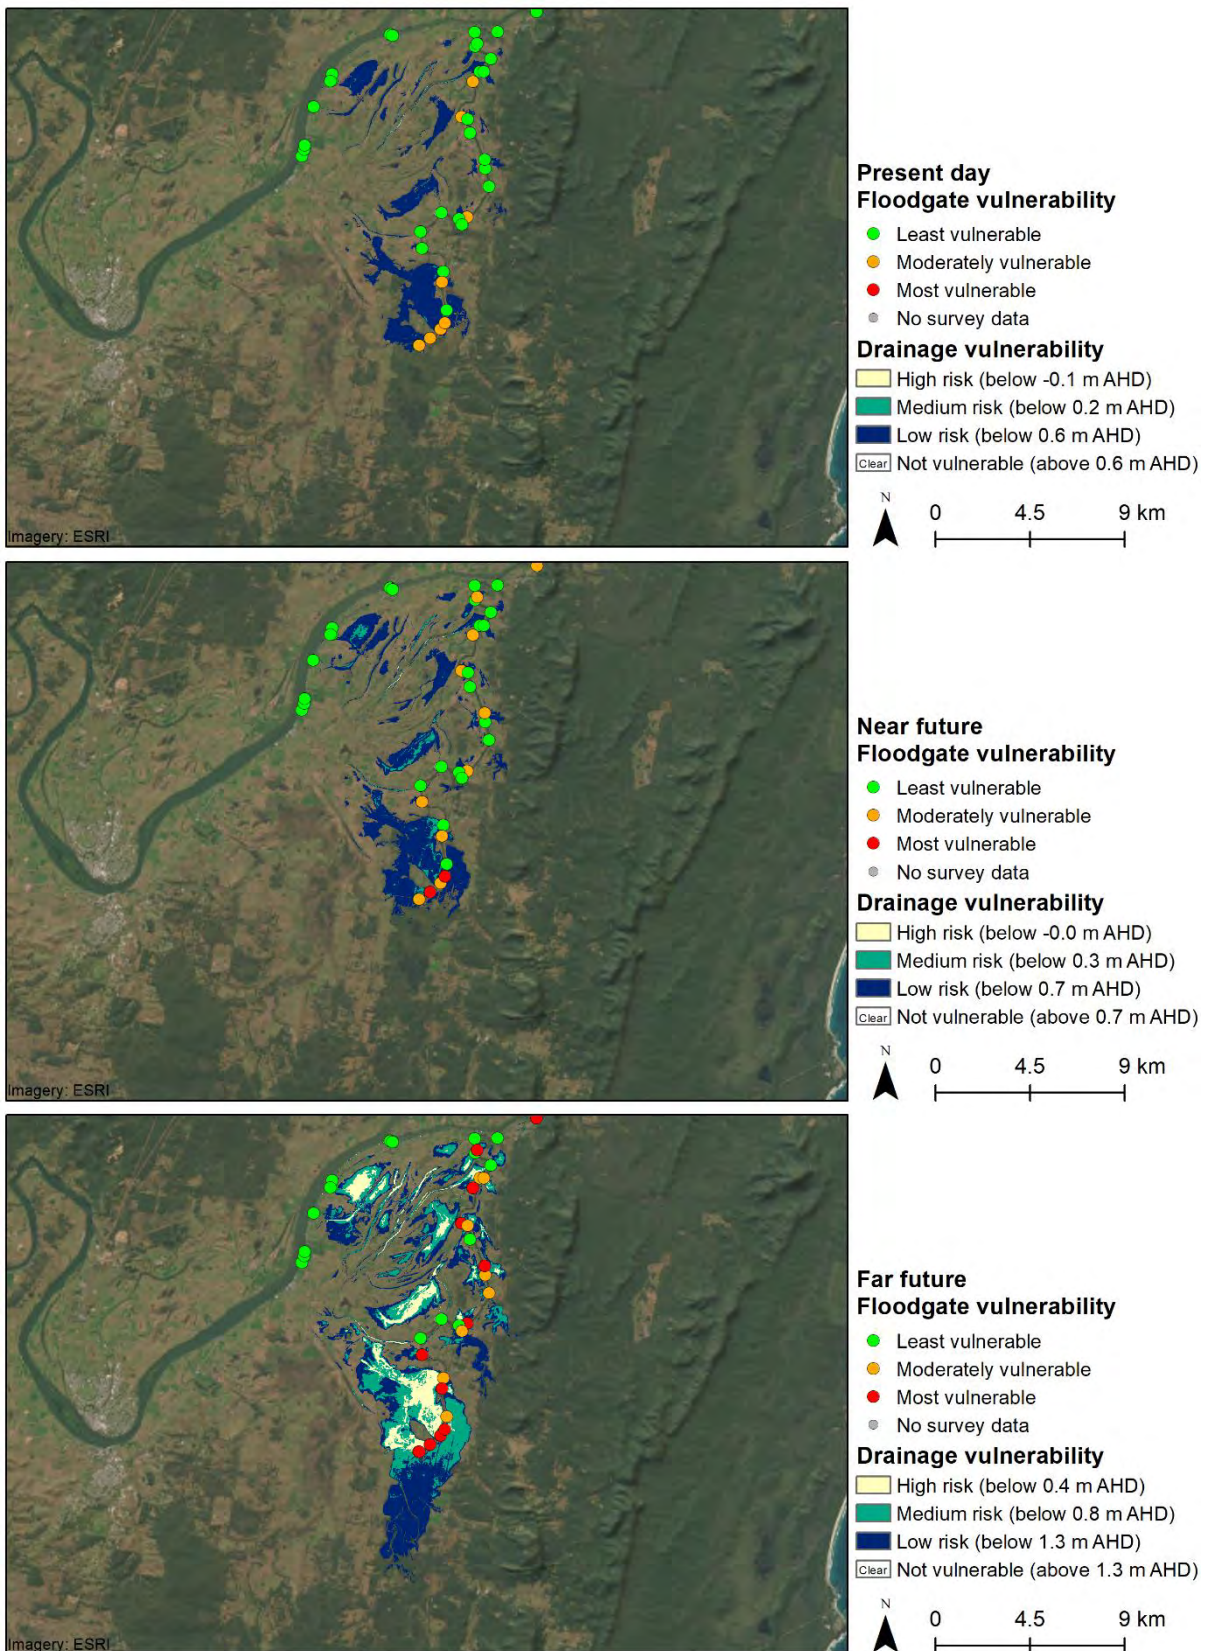 Present day
Floodgate vulnerability
Least vulnerable
Moderately vulnerable
Most vulnerable
No survey data
Drainage vulnerability
High risk (below -0.1 m AHD)
Medium risk (below 0.2 m AHD)
Low risk (below 0.6 m AHD)
Clear Not vulnerable (above 0.6 m AHD)
N
0 4.5 9 km
Imagery: ESRI
Near future
Floodgate vulnerability
Least vulnerable
Moderately vulnerable
Most vulnerable
No survey data
Drainage vulnerability
High risk (below -0.0 m AHD)
Medium risk (below 0.3 m AHD)
Low risk (below 0.7 m AHD)
Clear Not vulnerable (above 0.7 m AHD)
N
0 4.5 9 km
Imagery: ESRI
Far future
Floodgate vulnerability
Least vulnerable
Moderately vulnerable
Most vulnerable
No survey data
Drainage vulnerability
High risk (below 0.4 m AHD)
Medium risk (below 0.8 m AHD)
Low risk (below 1.3 m AHD)
Clear Not vulnerable (above 1.3 m AHD)
N
0 4.5 9 km
Imagery: ESRI